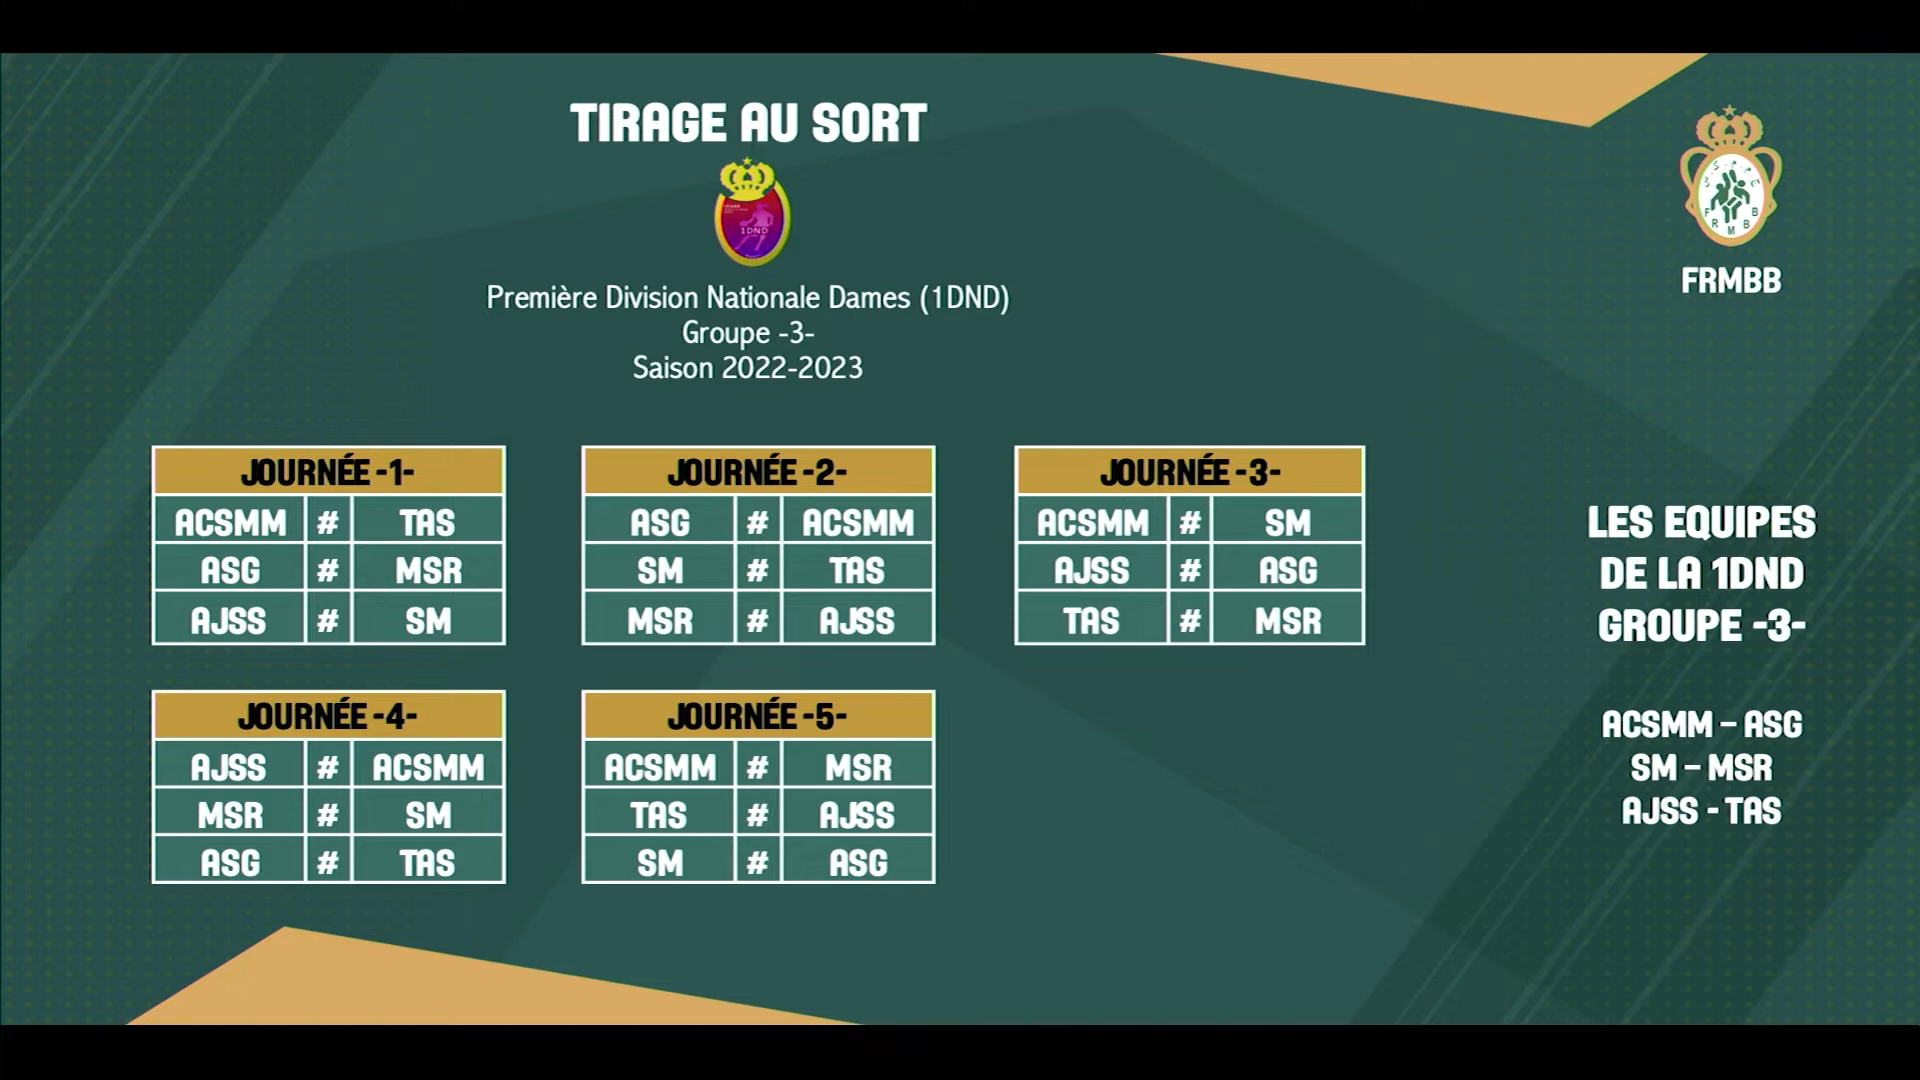 TIRAGE AU SORT
1DND
Première Division Nationale Dames (1DND)
Groupe -3-
Saison 2022-2023
FRMBB
FRMBB
JOURNÉE -1-
ACSMM # TAS
ASG # MSR
AJSS # SM
JOURNÉE -2-
ASG # ACSMM
SM # TAS
MSR # AJSS
JOURNÉE -3-
ACSMM # SM
AJSS # ASG
TAS # MSR
JOURNÉE -4-
AJSS # ACSMM
MSR # SM
ASG # TAS
JOURNÉE -5-
ACSMM # MSR
TAS # AJSS
SM # ASG
LES EQUIPES
DE LA 1DND
GROUPE -3-
ACSMM – ASG
SM – MSR
AJSS - TAS